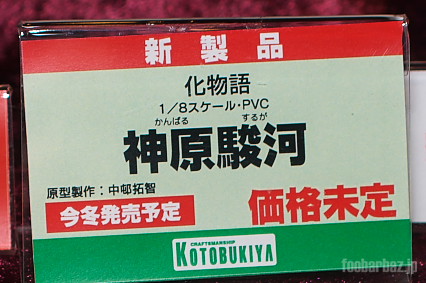 新製品
化物語
1/8スケール・PVC
かんばる するが
神原駿河
原型製作：中邨拓智
今冬発売予定
価格未定
CRAFTSMANSHIP
KOTOBUKIYA
foobarbaz.jp